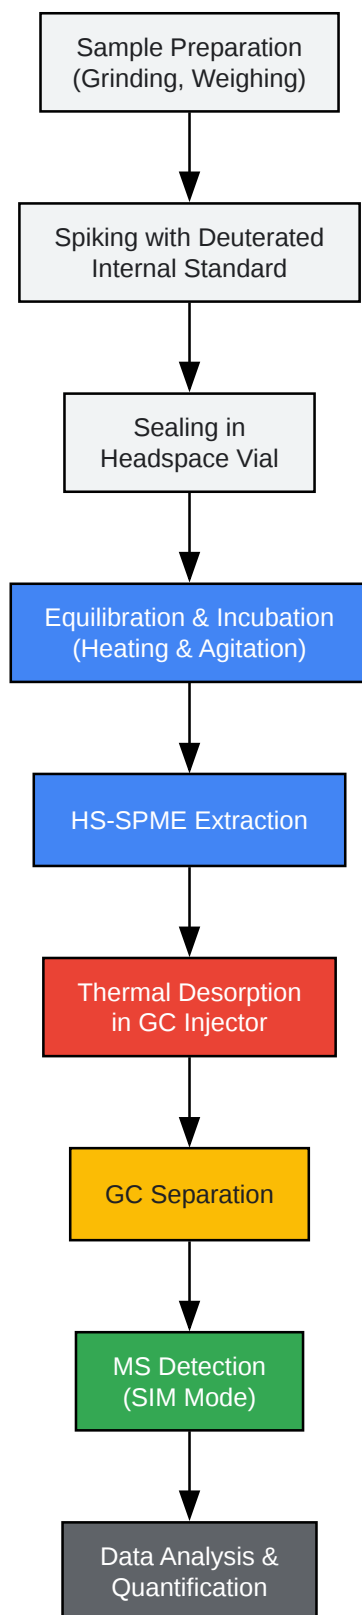 Sample Preparation
(Grinding, Weighing)
Spiking with Deuterated
Internal Standard
Sealing in
Headspace Vial
Equilibration & Incubation
(Heating & Agitation)
HS-SPME Extraction
Thermal Desorption
in GC Injector
GC Separation
MS Detection
(SIM Mode)
Data Analysis &
Quantification